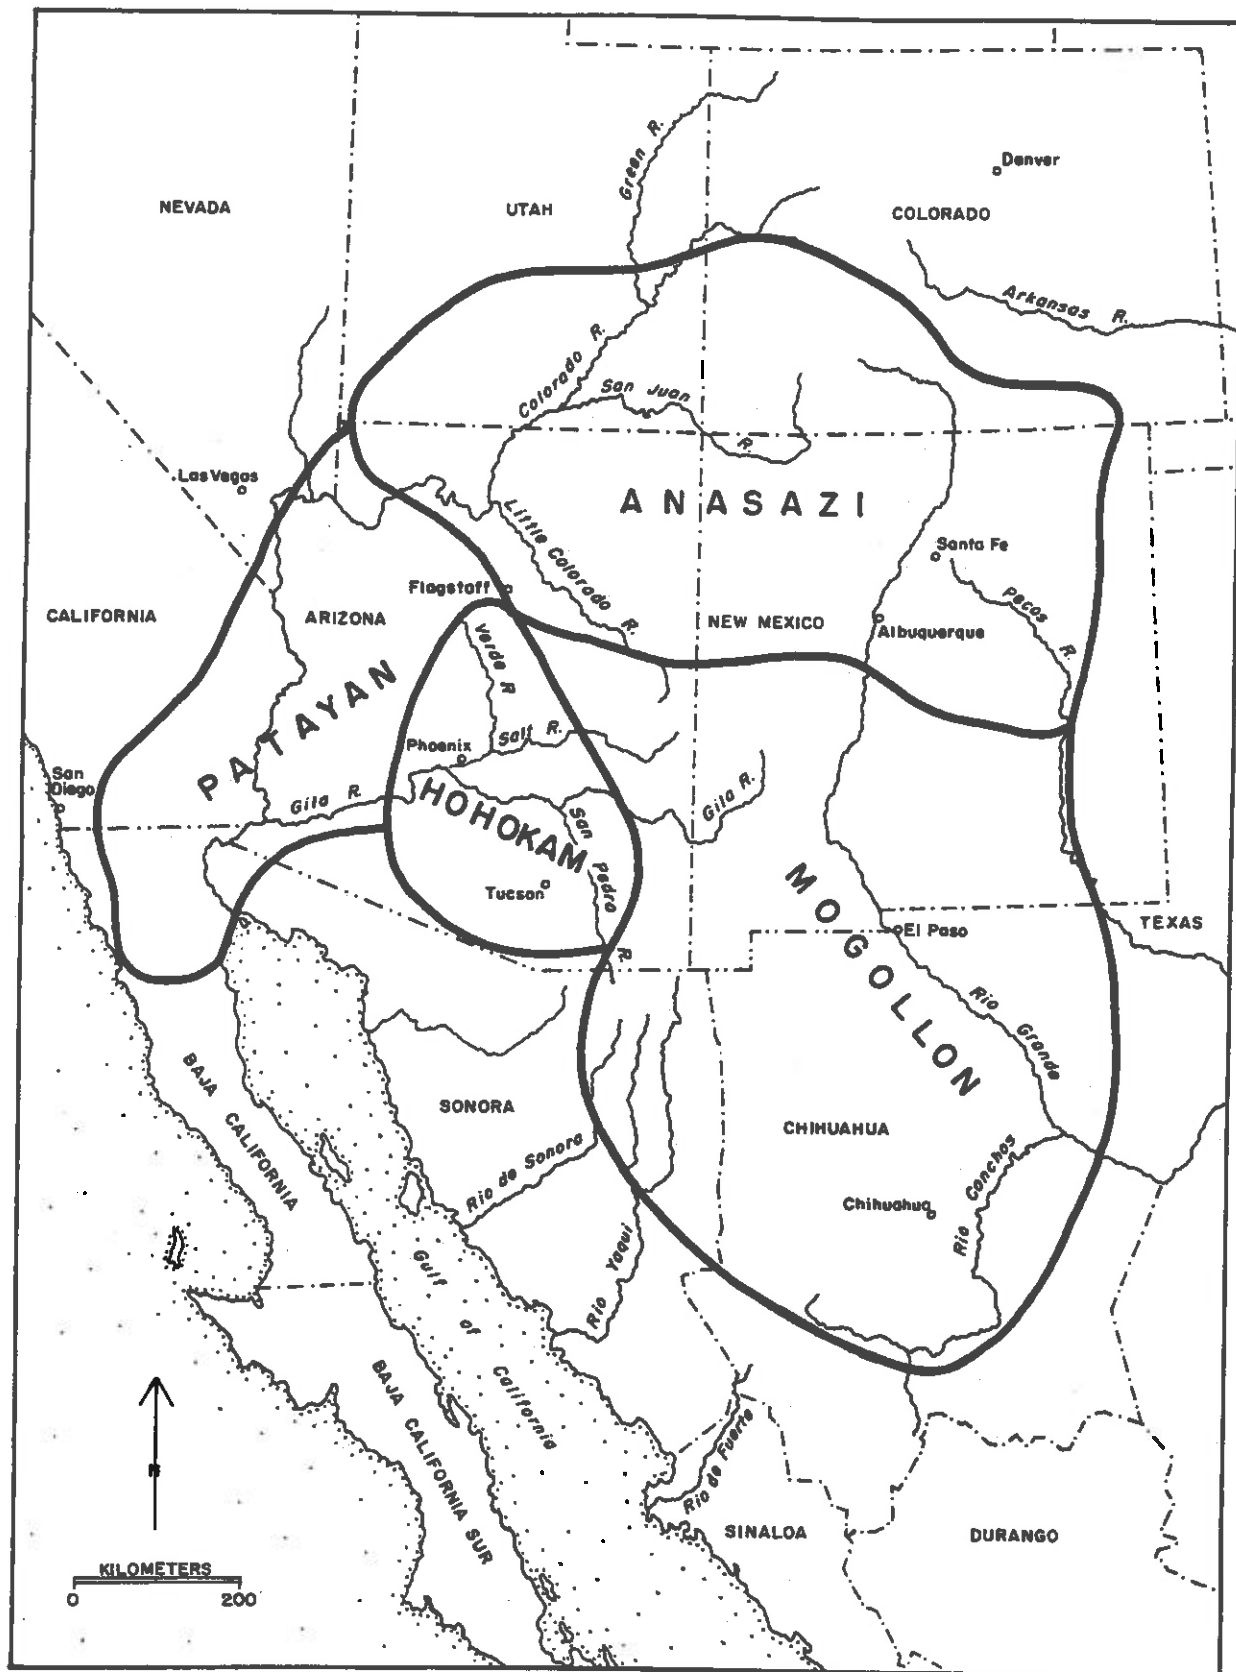 Green R.
Denver
NEVADA
UTAH
COLORADO
Arkansas R.
Colorado R.
San Juan
R.
Las Vegas
ANASAZI
Little Colorado R.
Santa Fe
Flagstaff
Pecos R.
CALIFORNIA
ARIZONA
NEW MEXICO
Albuquerque
Verde R
PATAYAN
Salt R.
Phoenix
San
Diego
Gila R.
HOHOKAM
Gila R.
San Pedro
R.
Tucson
MOGOLLON
El Paso
TEXAS
Rio Grande
BAJA CALIFORNIA
SONORA
CHIHUAHUA
Rio de Sonora
Rio Conchos
Chihuahua
Gulf
of
California
Rio Yaqui
BAJA CALIFORNIA SUR
Rio de Fuerte
N
SINALOA
DURANGO
KILOMETERS
0 200